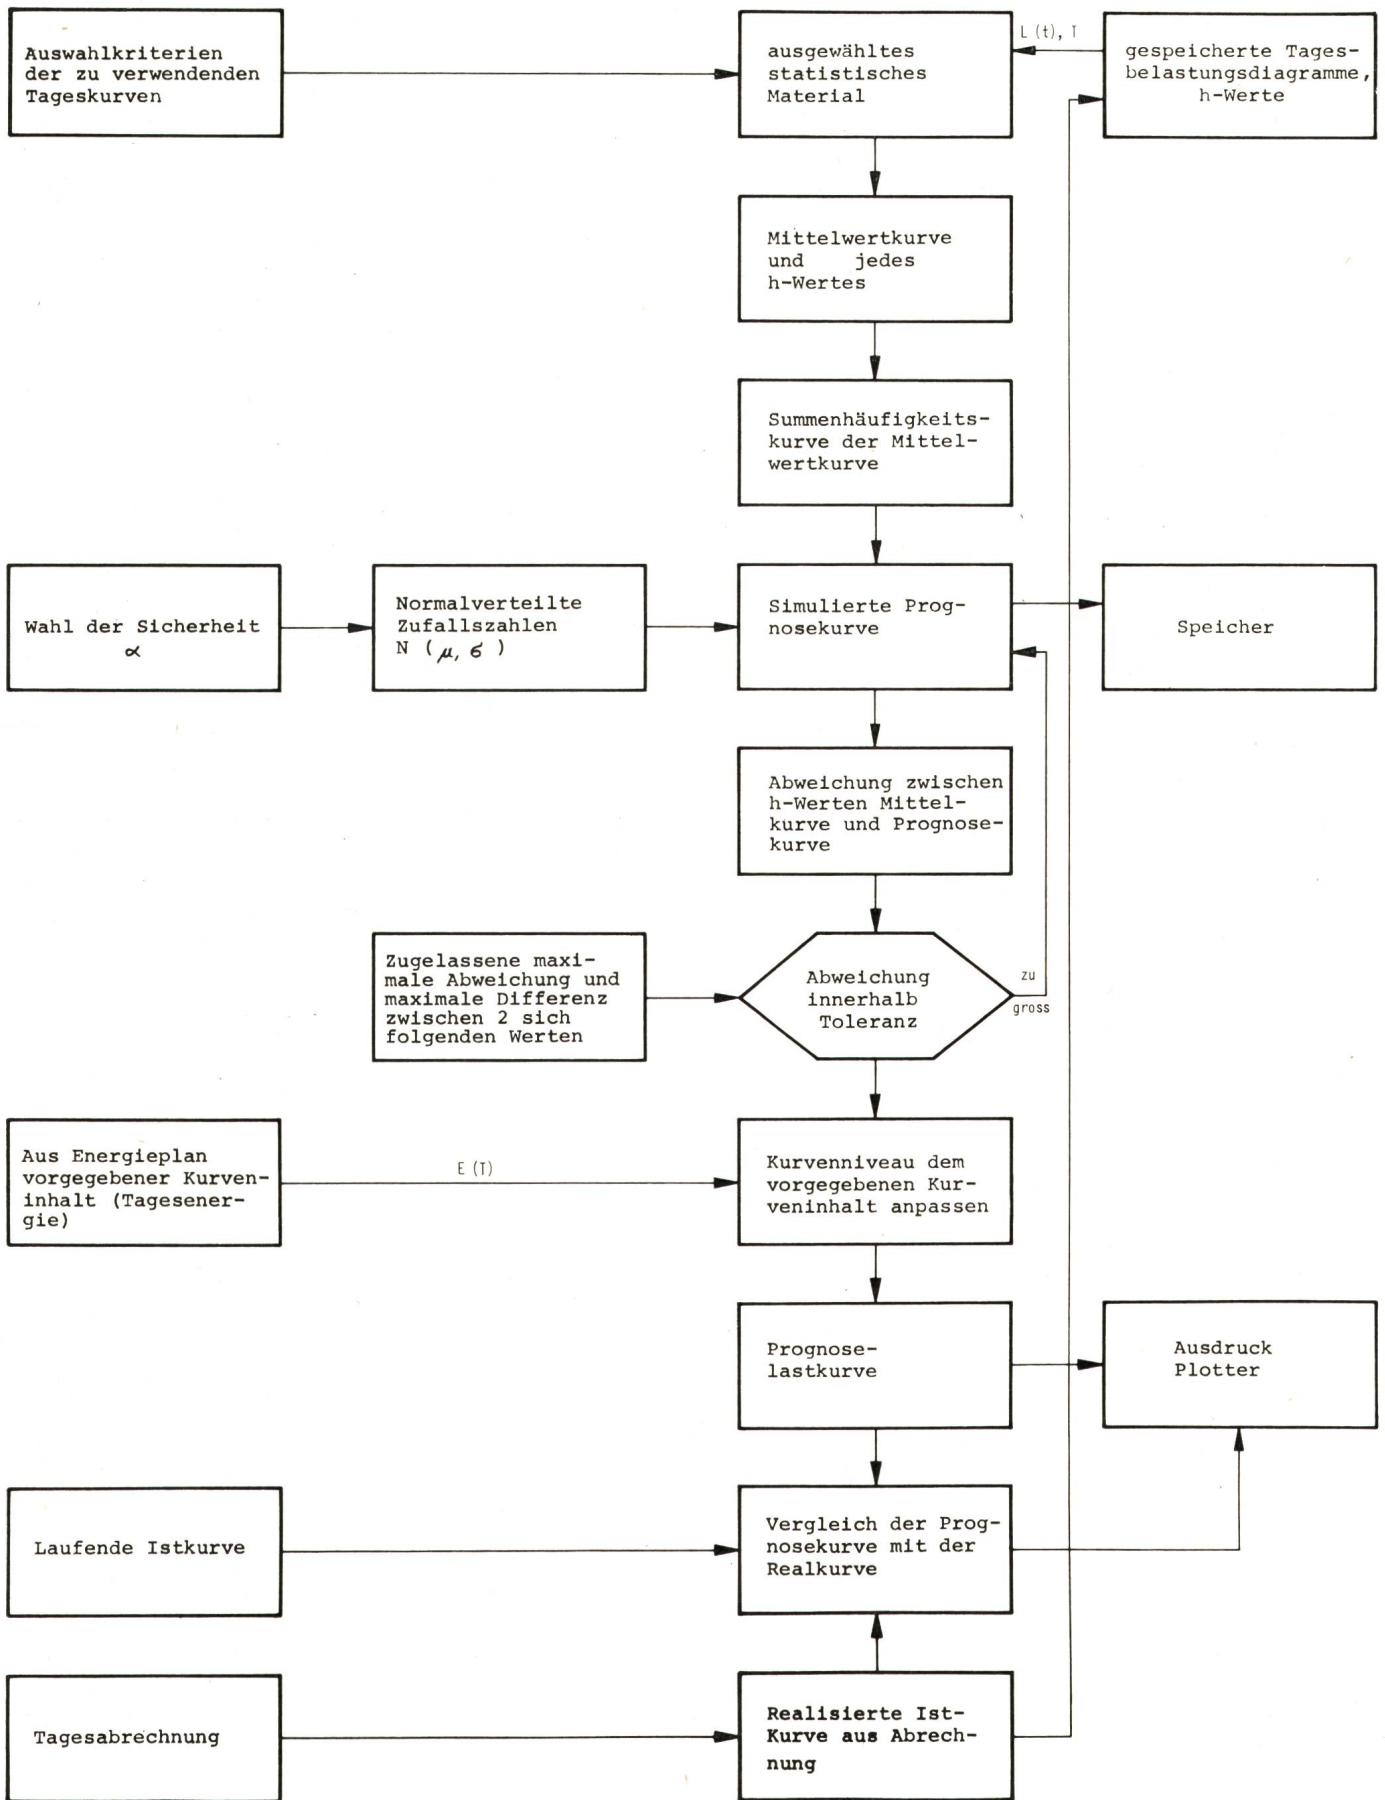 Auswahlkriterien
der zu verwendenden
Tageskurven
ausgewähltes
statistisches
Material
L (t), T
gespeicherte Tages-
belastungsdiagramme,
h-Werte
Mittelwertkurve
und jedes
h-Wertes
Summenhäufigkeits-
kurve der Mittel-
wertkurve
Wahl der Sicherheit
α
Normalverteilte
Zufallszahlen
N ( μ, σ )
Simulierte Prog-
nosekurve
Speicher
Abweichung zwischen
h-Werten Mittel-
kurve und Prognose-
kurve
Zugelassene maxi-
male Abweichung und
maximale Differenz
zwischen 2 sich
folgenden Werten
Abweichung
innerhalb
Toleranz
zu
gross
Aus Energieplan
vorgegebener Kurven-
inhalt (Tagesener-
gie)
E (T)
Kurvenniveau dem
vorgegebenen Kur-
veninhalt anpassen
Prognose-
lastkurve
Ausdruck
Plotter
Laufende Istkurve
Vergleich der Prog-
nosekurve mit der
Realkurve
Tagesabrechnung
Realisierte Ist-
Kurve aus Abrech-
nung